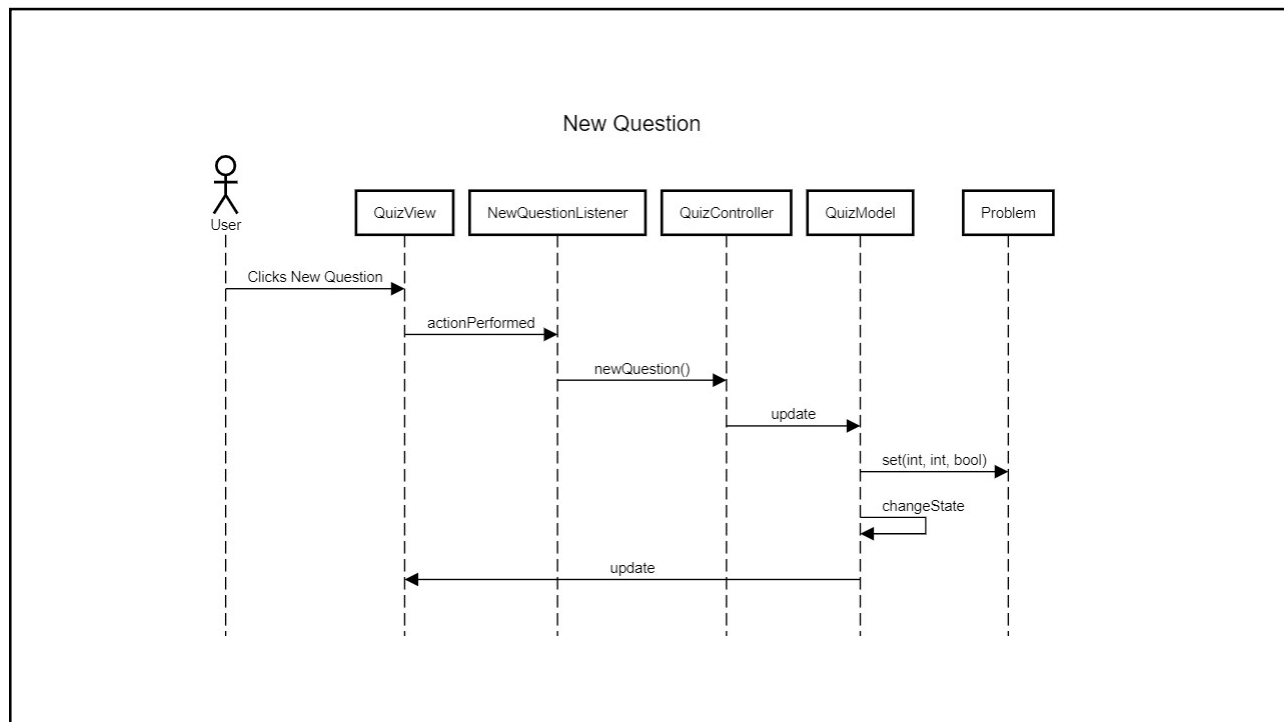 New Question
User
QuizView
NewQuestionListener
QuizController
QuizModel
Problem
Clicks New Question
actionPerformed
newQuestion()
update
set(int, int, bool)
changeState
update